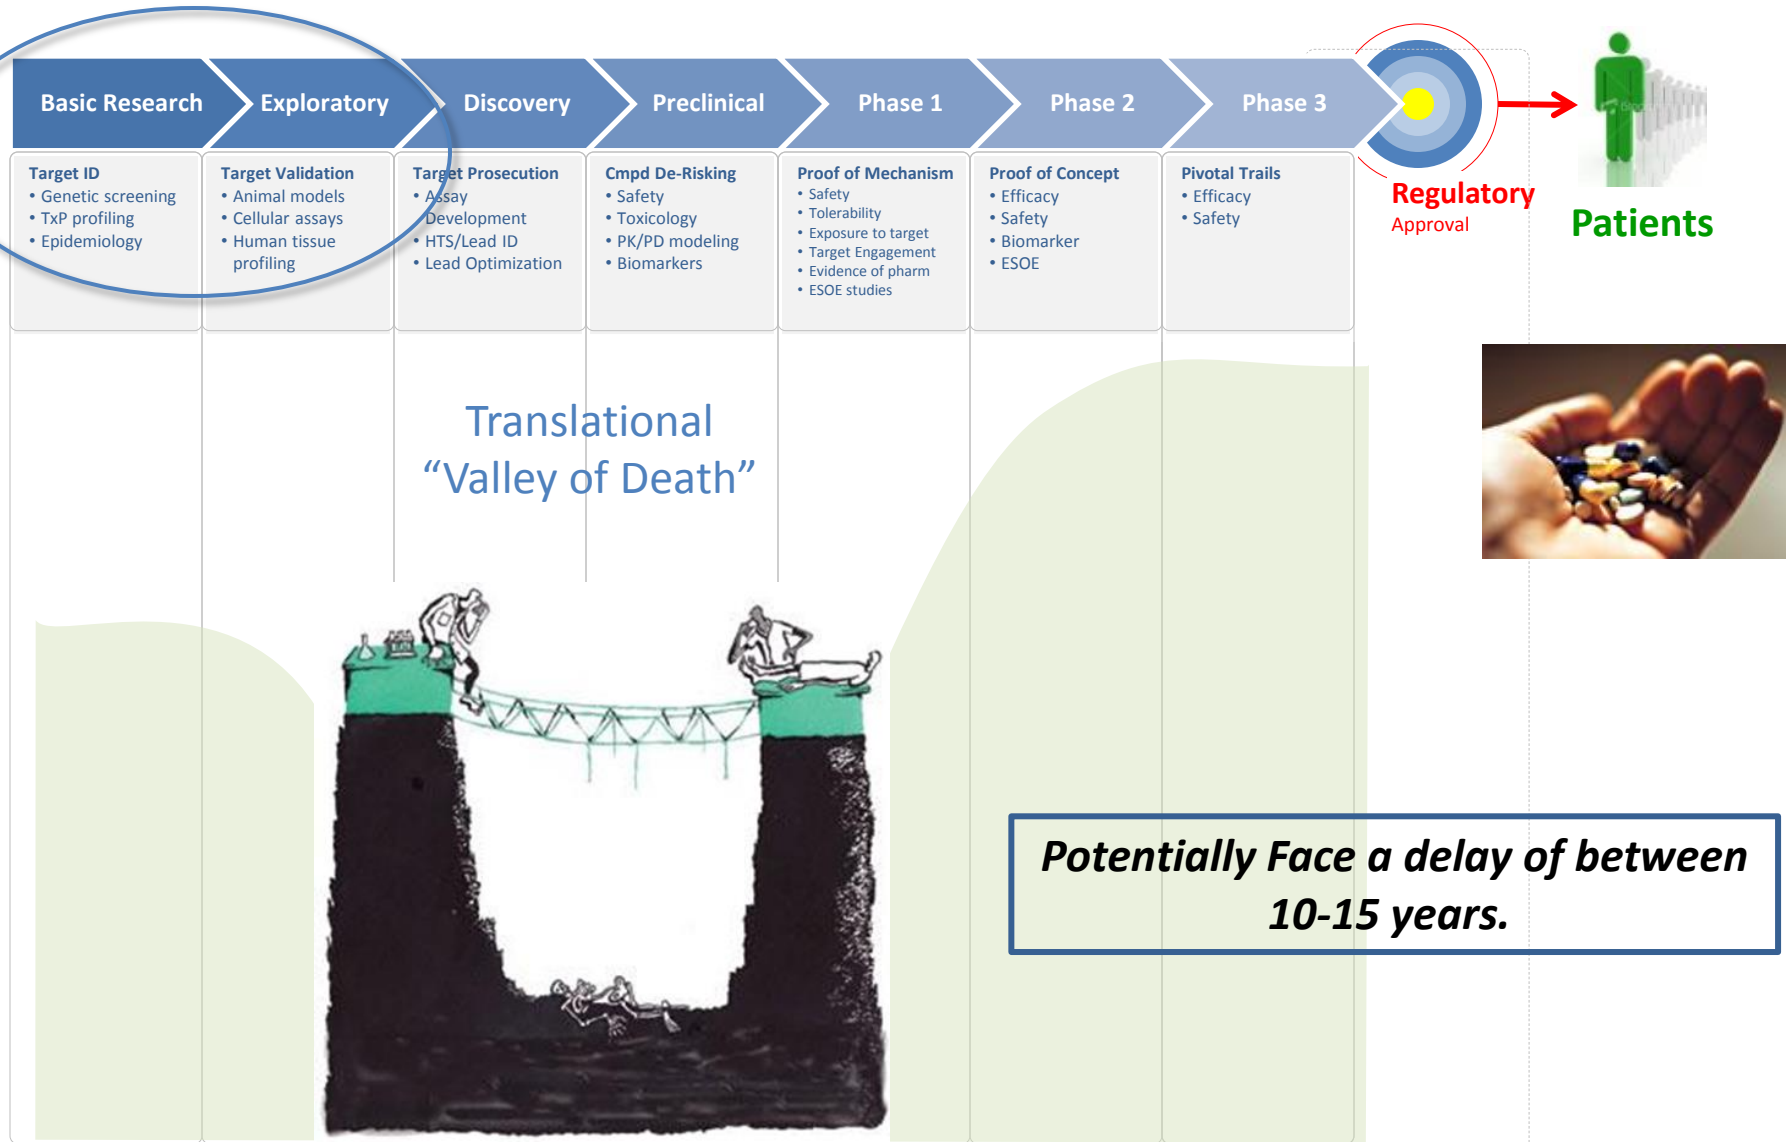 Basic Research
Exploratory
Discovery
Preclinical
Phase 1
Phase 2
Phase 3
Target ID
• Genetic screening
• TxP profiling
• Epidemiology
Target Validation
• Animal models
• Cellular assays
• Human tissue
profiling
Target Prosecution
• Assay
Development
• HTS/Lead ID
• Lead Optimization
Cmpd De-Risking
• Safety
• Toxicology
• PK/PD modeling
• Biomarkers
Proof of Mechanism
• Safety
• Tolerability
• Exposure to target
• Target Engagement
• Evidence of pharm
• ESOE studies
Proof of Concept
• Efficacy
• Safety
• Biomarker
• ESOE
Pivotal Trails
• Efficacy
• Safety
Regulatory
Approval
Patients
Translational
“Valley of Death”
Potentially Face a delay of between
10-15 years.